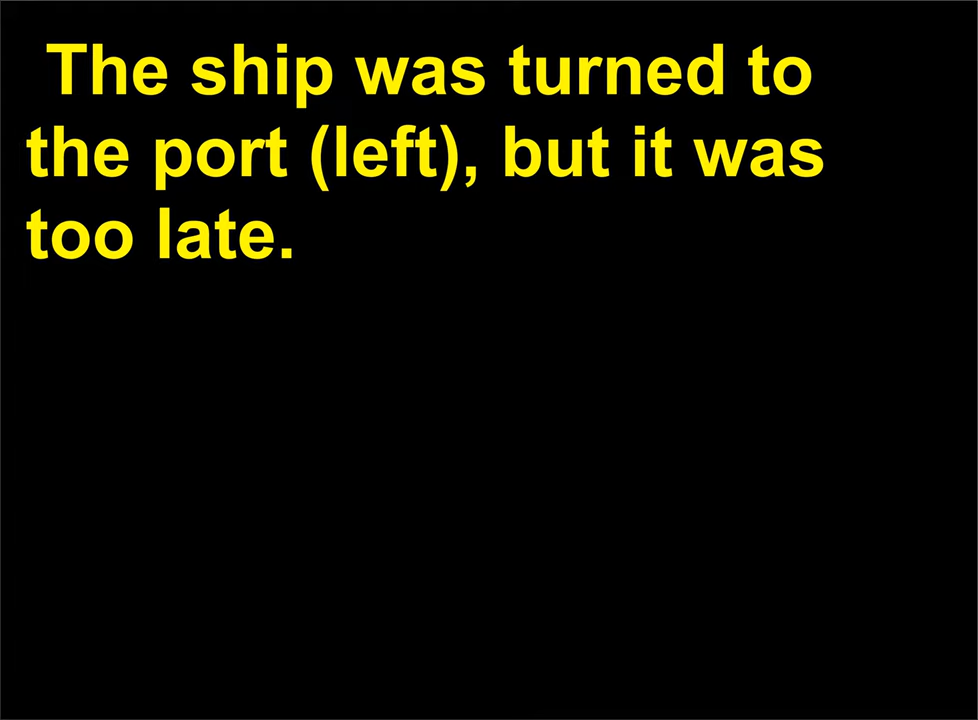 The ship was turned to
the port (left), but it was
too late.